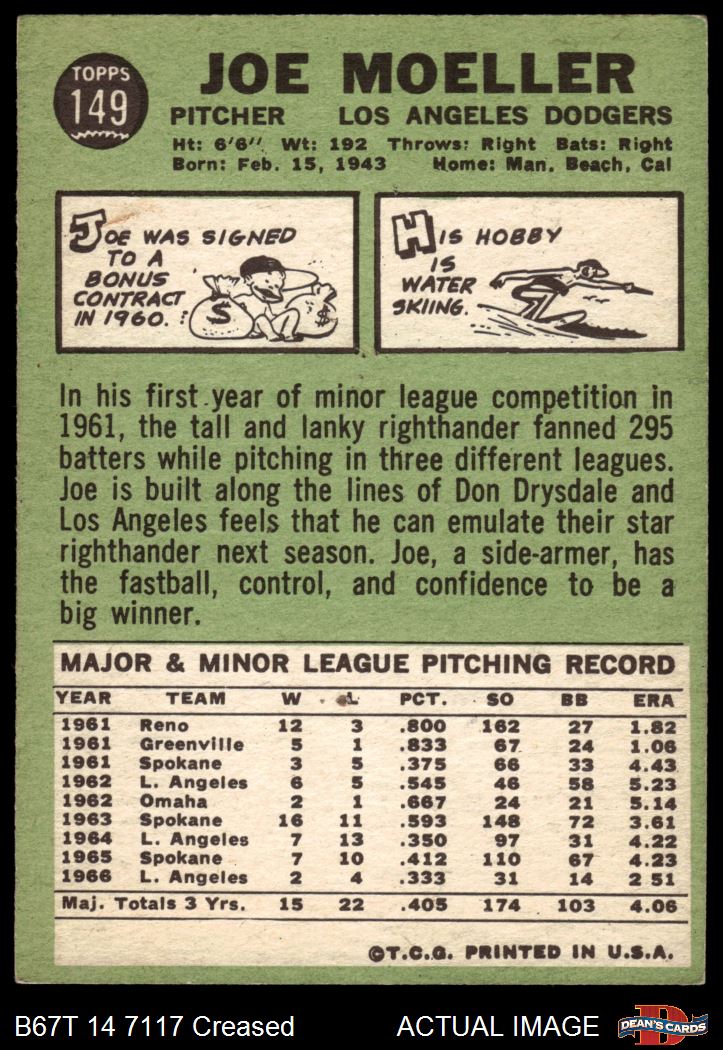 TOPPS
149
JOE MOELLER
PITCHER LOS ANGELES DODGERS
Ht: 6'6" Wt: 192 Throws: Right Bats: Right
Born: Feb. 15, 1943 Home: Man. Beach, Cal
JOE WAS SIGNED
TO A
BONUS
CONTRACT
IN 1960.
$
$
HIS HOBBY
IS
WATER
SKIING.
In his first year of minor league competition in
1961, the tall and lanky righthander fanned 295
batters while pitching in three different leagues.
Joe is built along the lines of Don Drysdale and
Los Angeles feels that he can emulate their star
righthander next season. Joe, a side-armer, has
the fastball, control, and confidence to be a
big winner.
MAJOR & MINOR LEAGUE PITCHING RECORD
YEAR TEAM W L PCT. SO BB ERA
1961 Reno 12 3 .800 162 27 1.82
1961 Greenville 5 1 .833 67 24 1.06
1961 Spokane 3 5 .375 66 33 4.43
1962 L. Angeles 6 5 .545 46 58 5.23
1962 Omaha 2 1 .667 24 21 5.14
1963 Spokane 16 11 .593 148 72 3.61
1964 L. Angeles 7 13 .350 97 31 4.22
1965 Spokane 7 10 .412 110 67 4.23
1966 L. Angeles 2 4 .333 31 14 2 51
Maj. Totals 3 Yrs. 15 22 .405 174 103 4.06
©T.C.G. PRINTED IN U.S.A.
B67T 14 7117 Creased ACTUAL IMAGE
D
DEAN'S CARDS